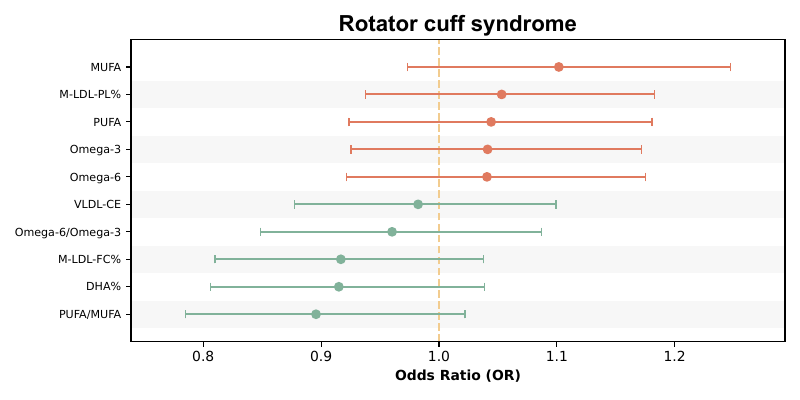 Rotator cuff syndrome
MUFA
M-LDL-PL%
PUFA
Omega-3
Omega-6
VLDL-CE
Omega-6/Omega-3
M-LDL-FC%
DHA%
PUFA/MUFA
0.8 0.9 1.0 1.1 1.2
Odds Ratio (OR)